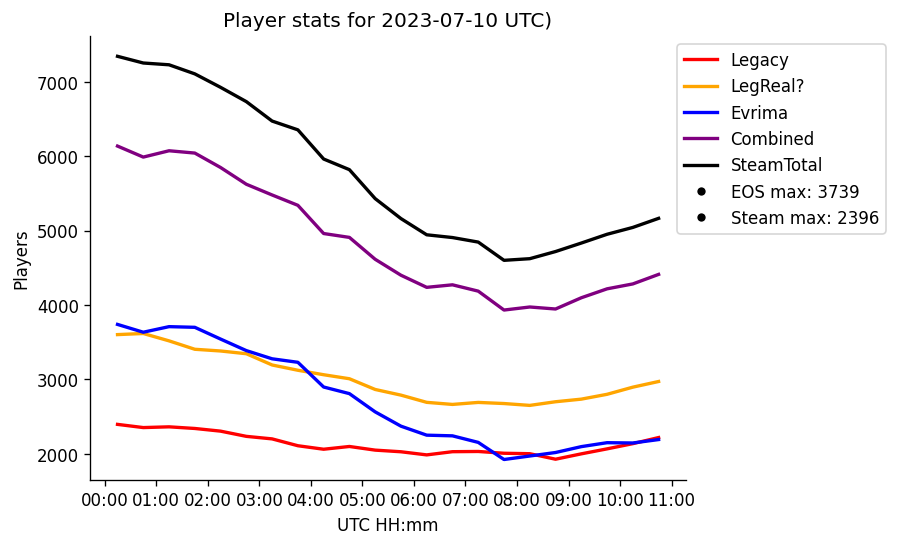 Player stats for 2023-07-10 UTC)
Legacy
LegReal?
Evrima
Combined
SteamTotal
EOS max: 3739
Steam max: 2396
7000
6000
5000
4000
3000
2000
Players
00:00 01:00 02:00 03:00 04:00 05:00 06:00 07:00 08:00 09:00 10:00 11:00
UTC HH:mm